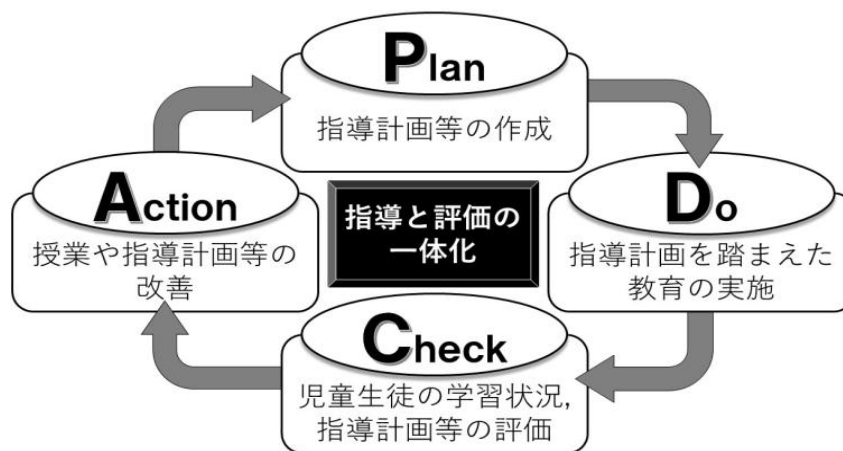 Plan
指導計画等の作成
Action
授業や指導計画等の
改善
指導と評価の
一体化
Do
指導計画を踏まえた
教育の実施
Check
児童生徒の学習状況,
指導計画等の評価